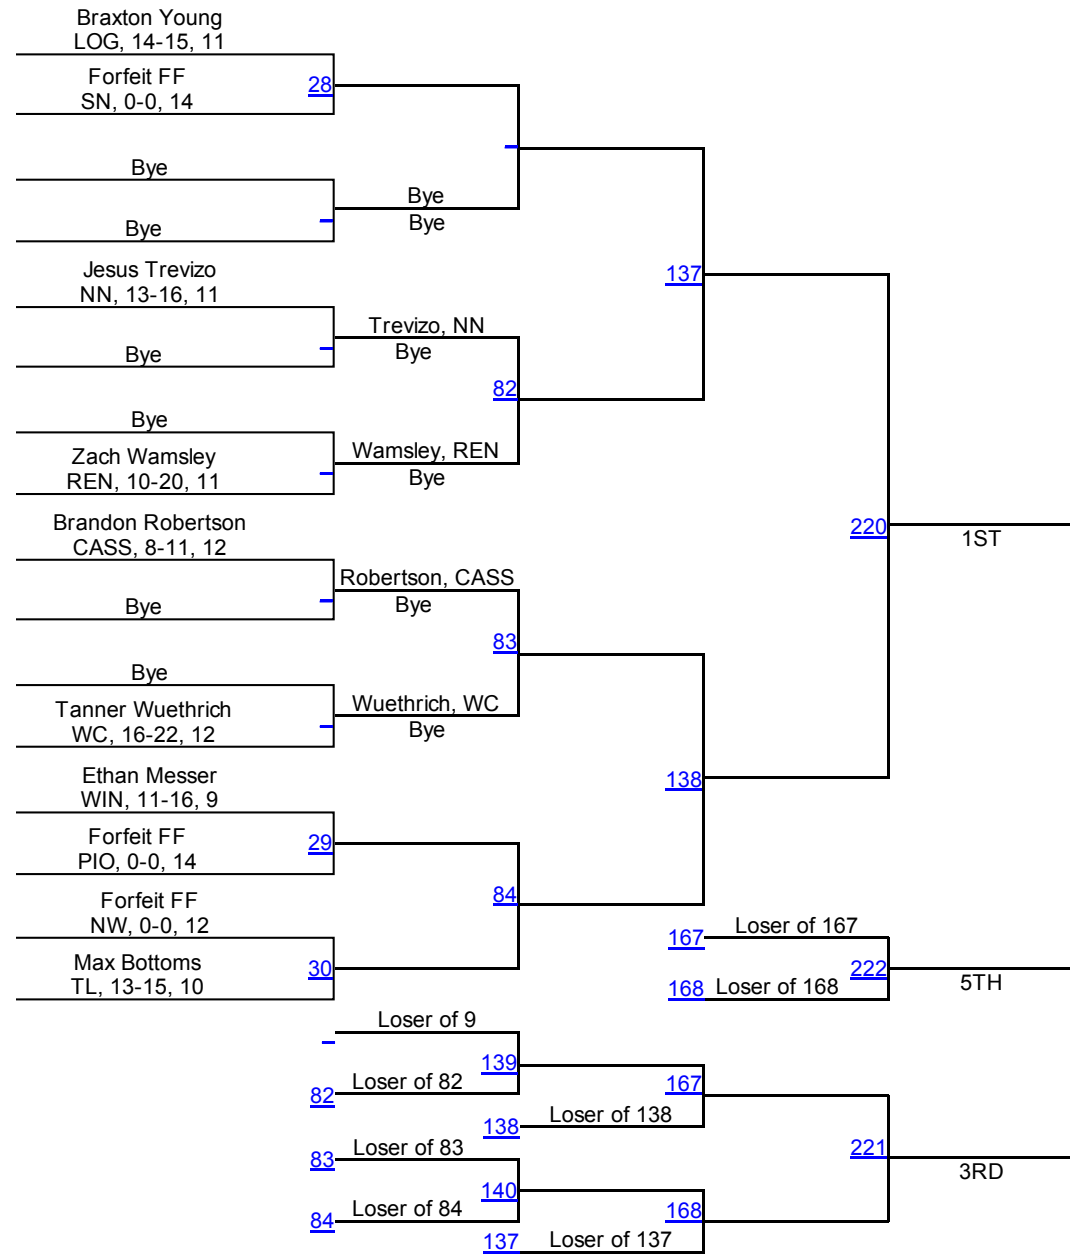 Braxton Young
LOG, 14-15, 11
Forfeit FF
SN, 0-0, 14
28
Bye
Bye
Bye
Bye
Jesus Trevizo
NN, 13-16, 11
137
Trevizo, NN
Bye
Bye
82
Bye
Wamsley, REN
Zach Wamsley
REN, 10-20, 11
Bye
Brandon Robertson
CASS, 8-11, 12
220
1ST
Robertson, CASS
Bye
Bye
83
Bye
Wuethrich, WC
Tanner Wuethrich
WC, 16-22, 12
Bye
Ethan Messer
WIN, 11-16, 9
138
Forfeit FF
PIO, 0-0, 14
29
84
Forfeit FF
NW, 0-0, 12
Max Bottoms
TL, 13-15, 10
30
167
Loser of 167
222
5TH
168
Loser of 168
Loser of 9
139
82
Loser of 82
167
138
Loser of 138
83
Loser of 83
221
3RD
140
84
Loser of 84
168
137
Loser of 137